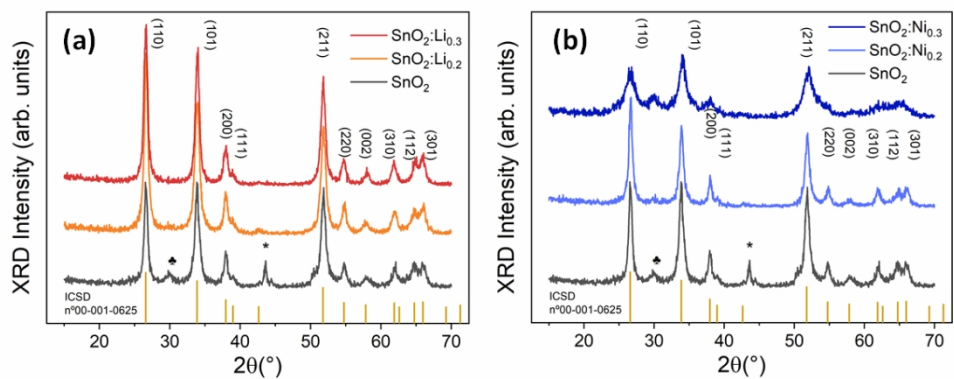 (a)
(110)
(101)
(211)
SnO2:Li0.3
SnO2:Li0.2
SnO2
(200)
(111)
(220)
(002)
(310)
(112)
(301)
♣
*
ICSD
nº00-001-0625
20
30
40
50
60
70
2θ(°)
XRD Intensity (arb. units)
(b)
(110)
(101)
(211)
SnO2:Ni0.3
SnO2:Ni0.2
SnO2
(200)
(111)
(220)
(002)
(310)
(112)
(301)
♣
*
ICSD
nº00-001-0625
20
30
40
50
60
70
2θ(°)
XRD Intensity (arb. units)